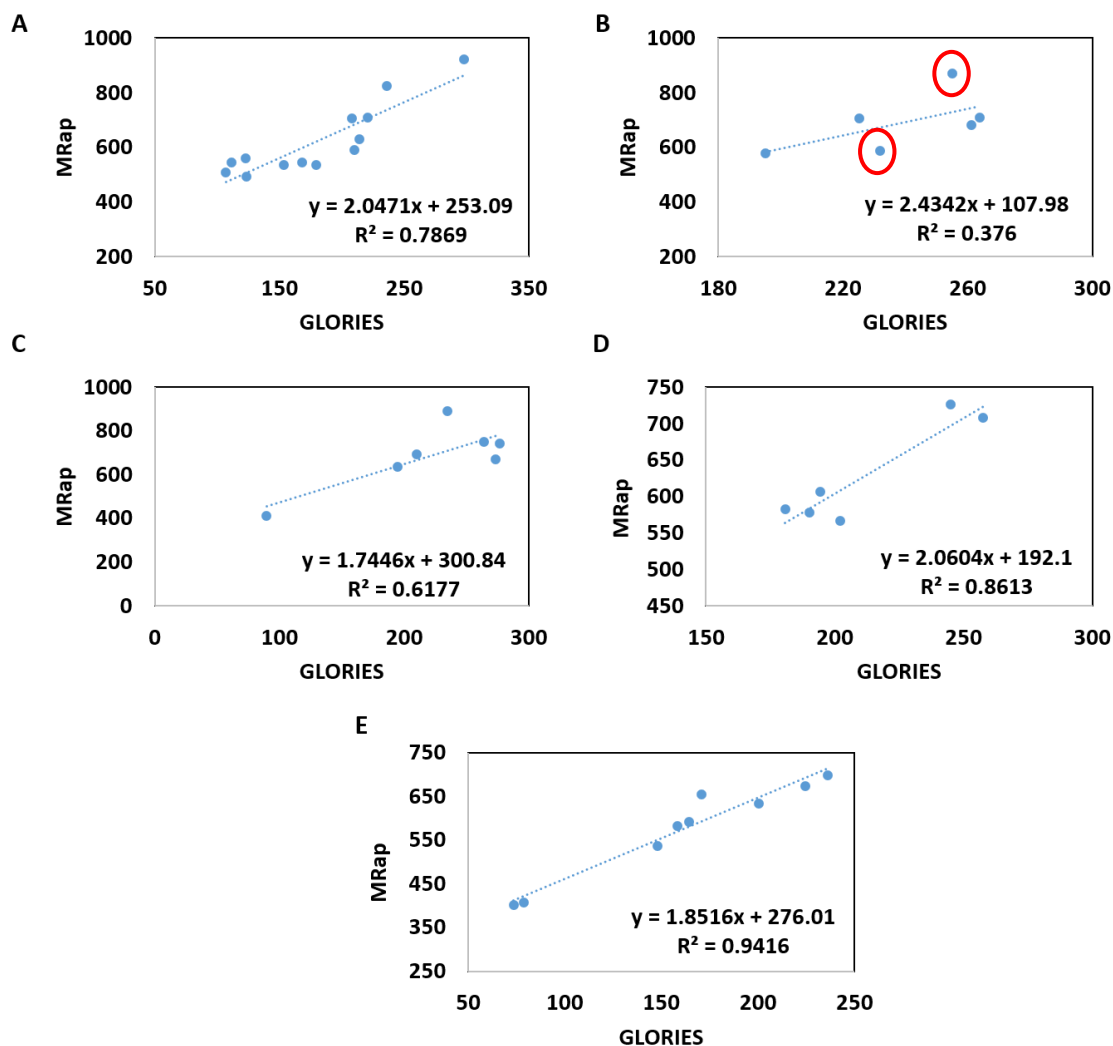 A
1000
800
600
400
200
MRap
50
150
250
350
GLORIES
y = 2.0471x + 253.09
R² = 0.7869
B
1000
800
600
400
200
MRap
180
220
260
300
GLORIES
y = 2.4342x + 107.98
R² = 0.376
C
1000
800
600
400
200
0
MRap
0
100
200
300
GLORIES
y = 1.7446x + 300.84
R² = 0.6177
D
750
700
650
600
550
500
450
MRap
150
200
250
300
GLORIES
y = 2.0604x + 192.1
R² = 0.8613
E
750
650
550
450
350
250
MRap
50
100
150
200
250
GLORIES
y = 1.8516x + 276.01
R² = 0.9416